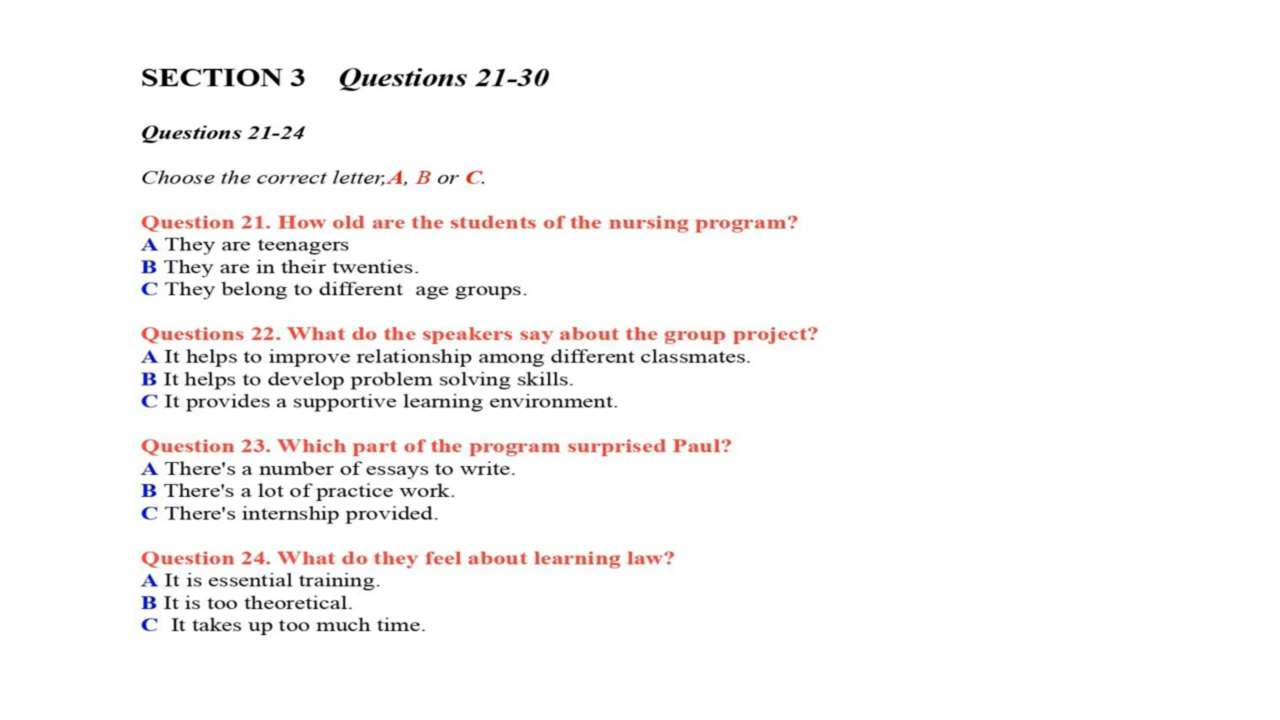 SECTION 3 Questions 21-30
Questions 21-24
Choose the correct letter,A, B or C.
Question 21. How old are the students of the nursing program?
A They are teenagers
B They are in their twenties.
C They belong to different age groups.
Questions 22. What do the speakers say about the group project?
A It helps to improve relationship among different classmates.
B It helps to develop problem solving skills.
C It provides a supportive learning environment.
Question 23. Which part of the program surprised Paul?
A There's a number of essays to write.
B There's a lot of practice work.
C There's internship provided.
Question 24. What do they feel about learning law?
A It is essential training.
B It is too theoretical.
C It takes up too much time.